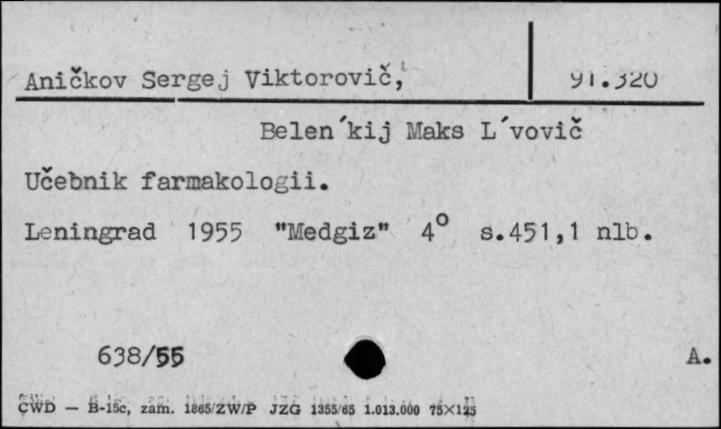 Aničkov Sergej Viktorovič, 91.320
Belen´kij Maks L´vovič
Učebnik farmakologii.
Leningrad 1955 "Medgiz" 4° s.451,1 nlb.
638/55 A.
CWD — B-15c, zam. 1865/ZW/P JZG 1355/65 1.013.000 75×125